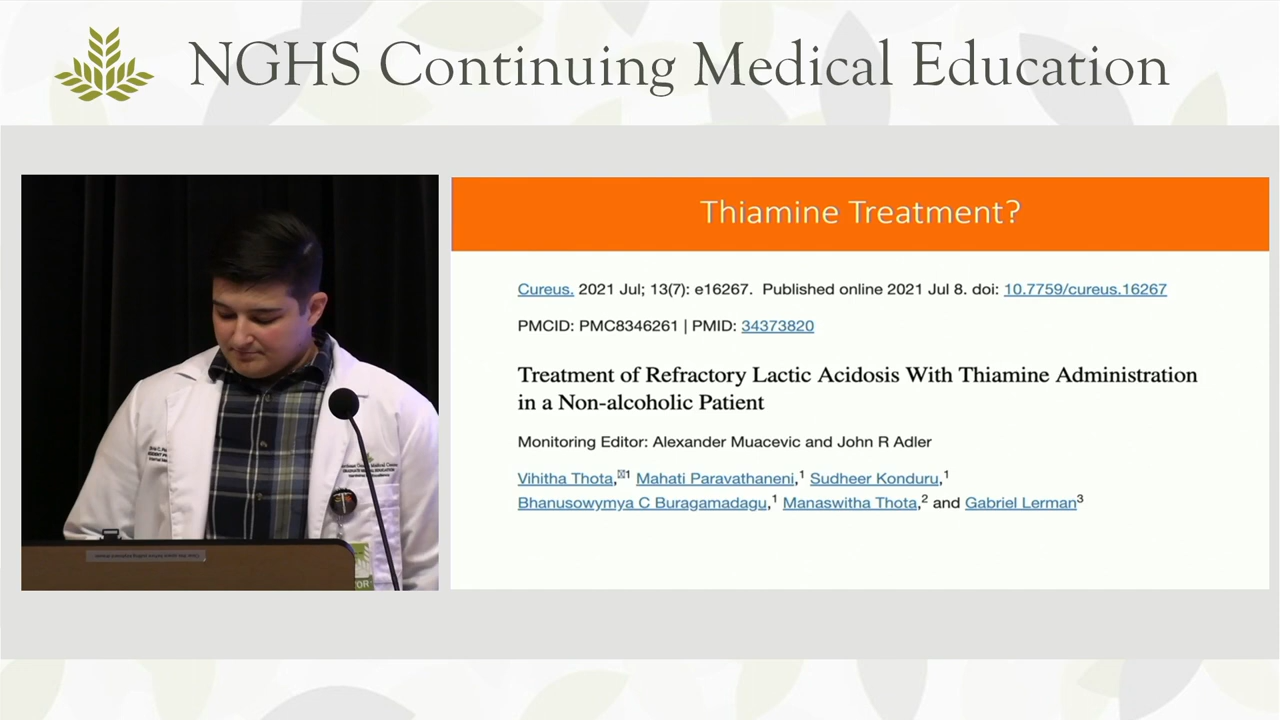 NGHS Continuing Medical Education
Thiamine Treatment?
Cureus. 2021 Jul; 13(7): e16267. Published online 2021 Jul 8. doi: 10.7759/cureus.16267
PMCID: PMC8346261 | PMID: 34373820
Treatment of Refractory Lactic Acidosis With Thiamine Administration
in a Non-alcoholic Patient
Monitoring Editor: Alexander Muacevic and John R Adler
Vihitha Thota,✉1 Mahati Paravathaneni,1 Sudheer Konduru,1
Bhanusowymya C Buragamadagu,1 Manaswitha Thota,2 and Gabriel Lerman3